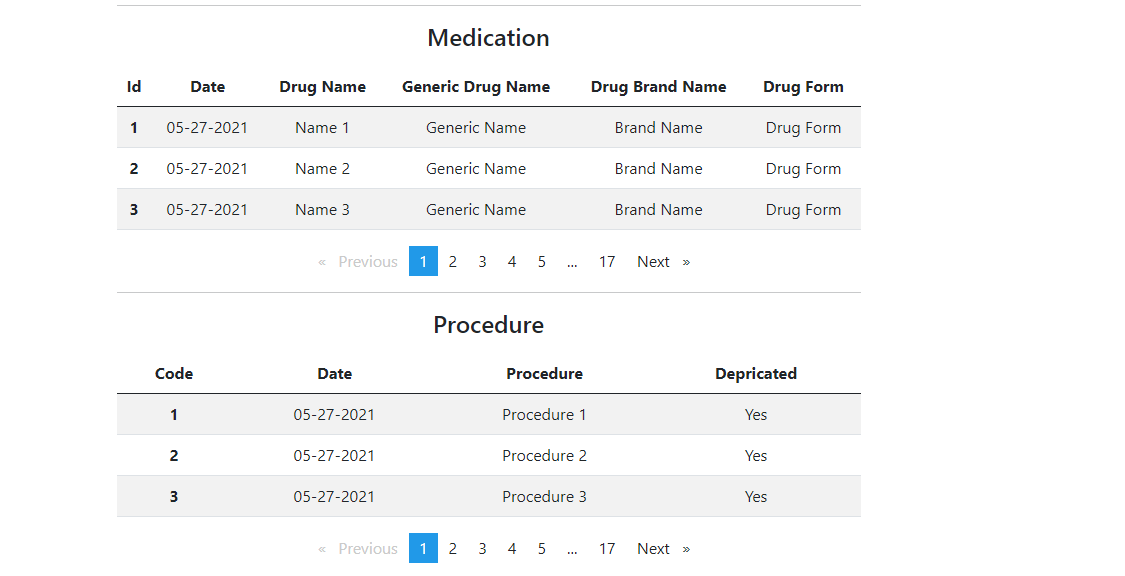 Medication
Id Date Drug Name Generic Drug Name Drug Brand Name Drug Form
1 05-27-2021 Name 1 Generic Name Brand Name Drug Form
2 05-27-2021 Name 2 Generic Name Brand Name Drug Form
3 05-27-2021 Name 3 Generic Name Brand Name Drug Form
« Previous 1 2 3 4 5 ... 17 Next »
Procedure
Code Date Procedure Depricated
1 05-27-2021 Procedure 1 Yes
2 05-27-2021 Procedure 2 Yes
3 05-27-2021 Procedure 3 Yes
« Previous 1 2 3 4 5 ... 17 Next »